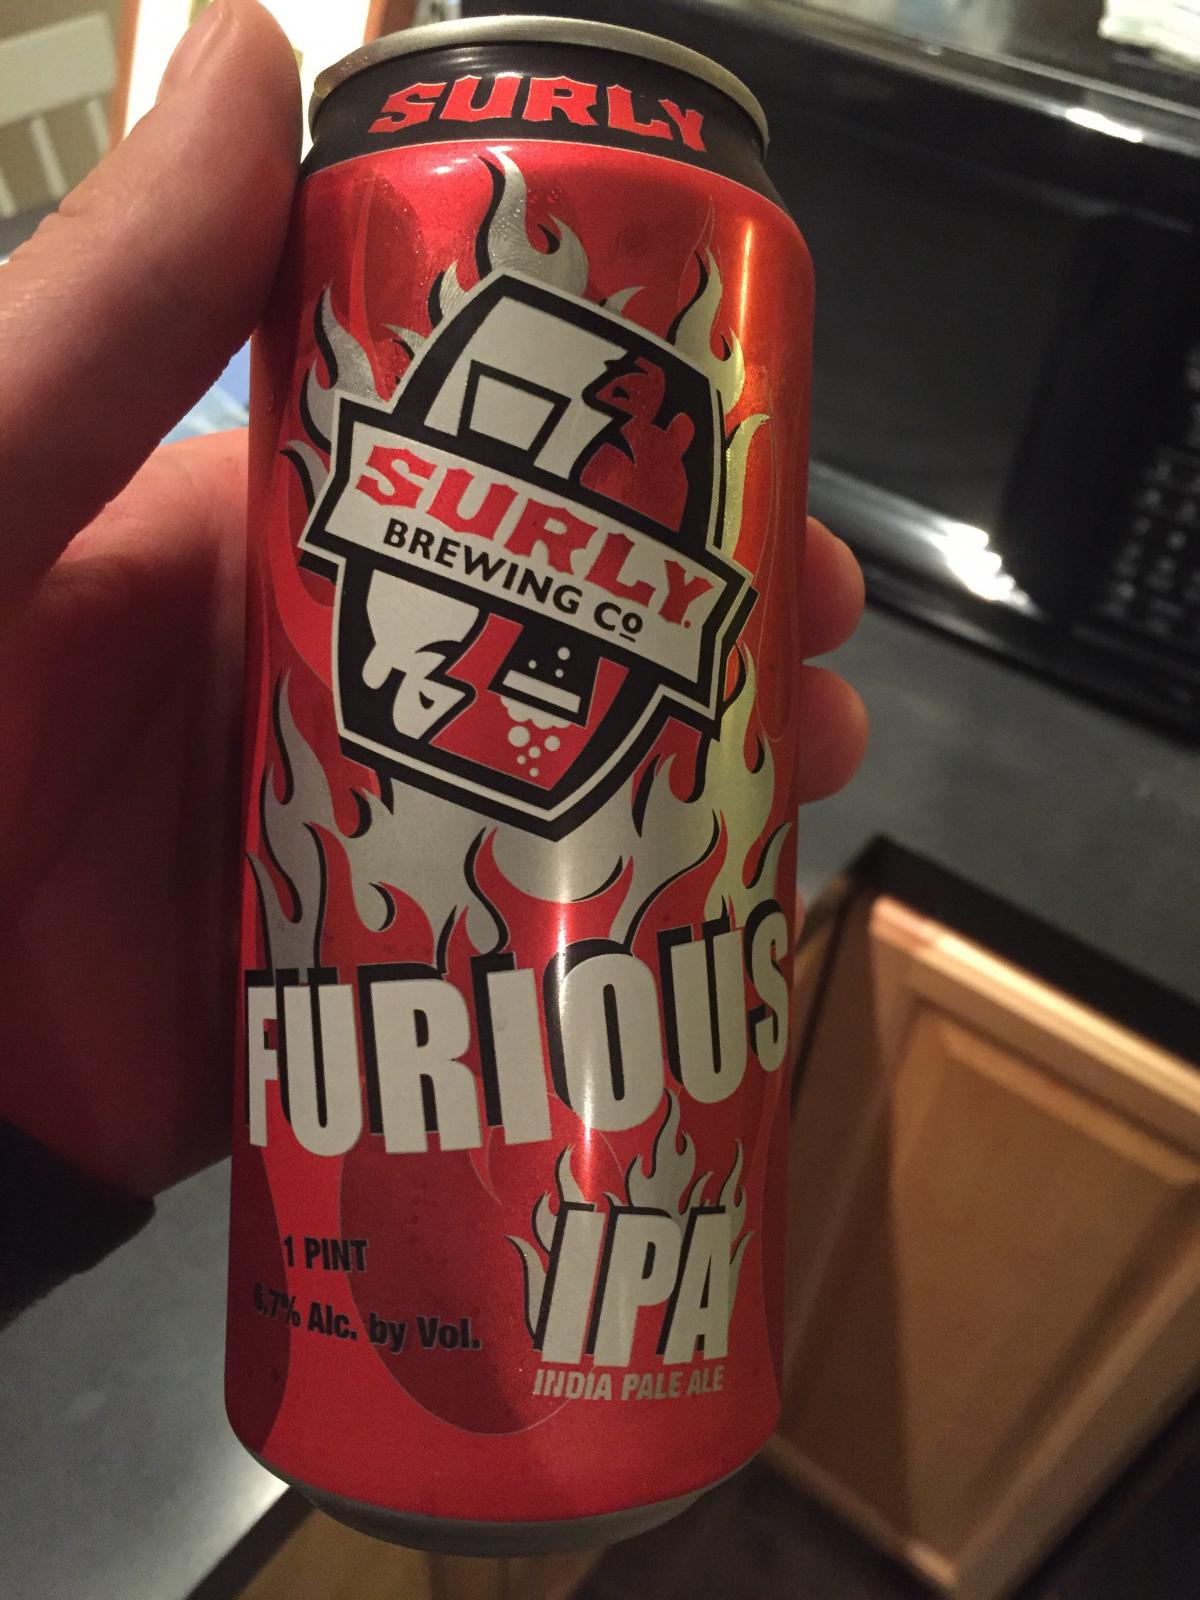 SURLY
SURLY
BREWING Co
FURIOUS
IPA
INDIA PALE ALE
1 PINT
6.7% Alc. by Vol.